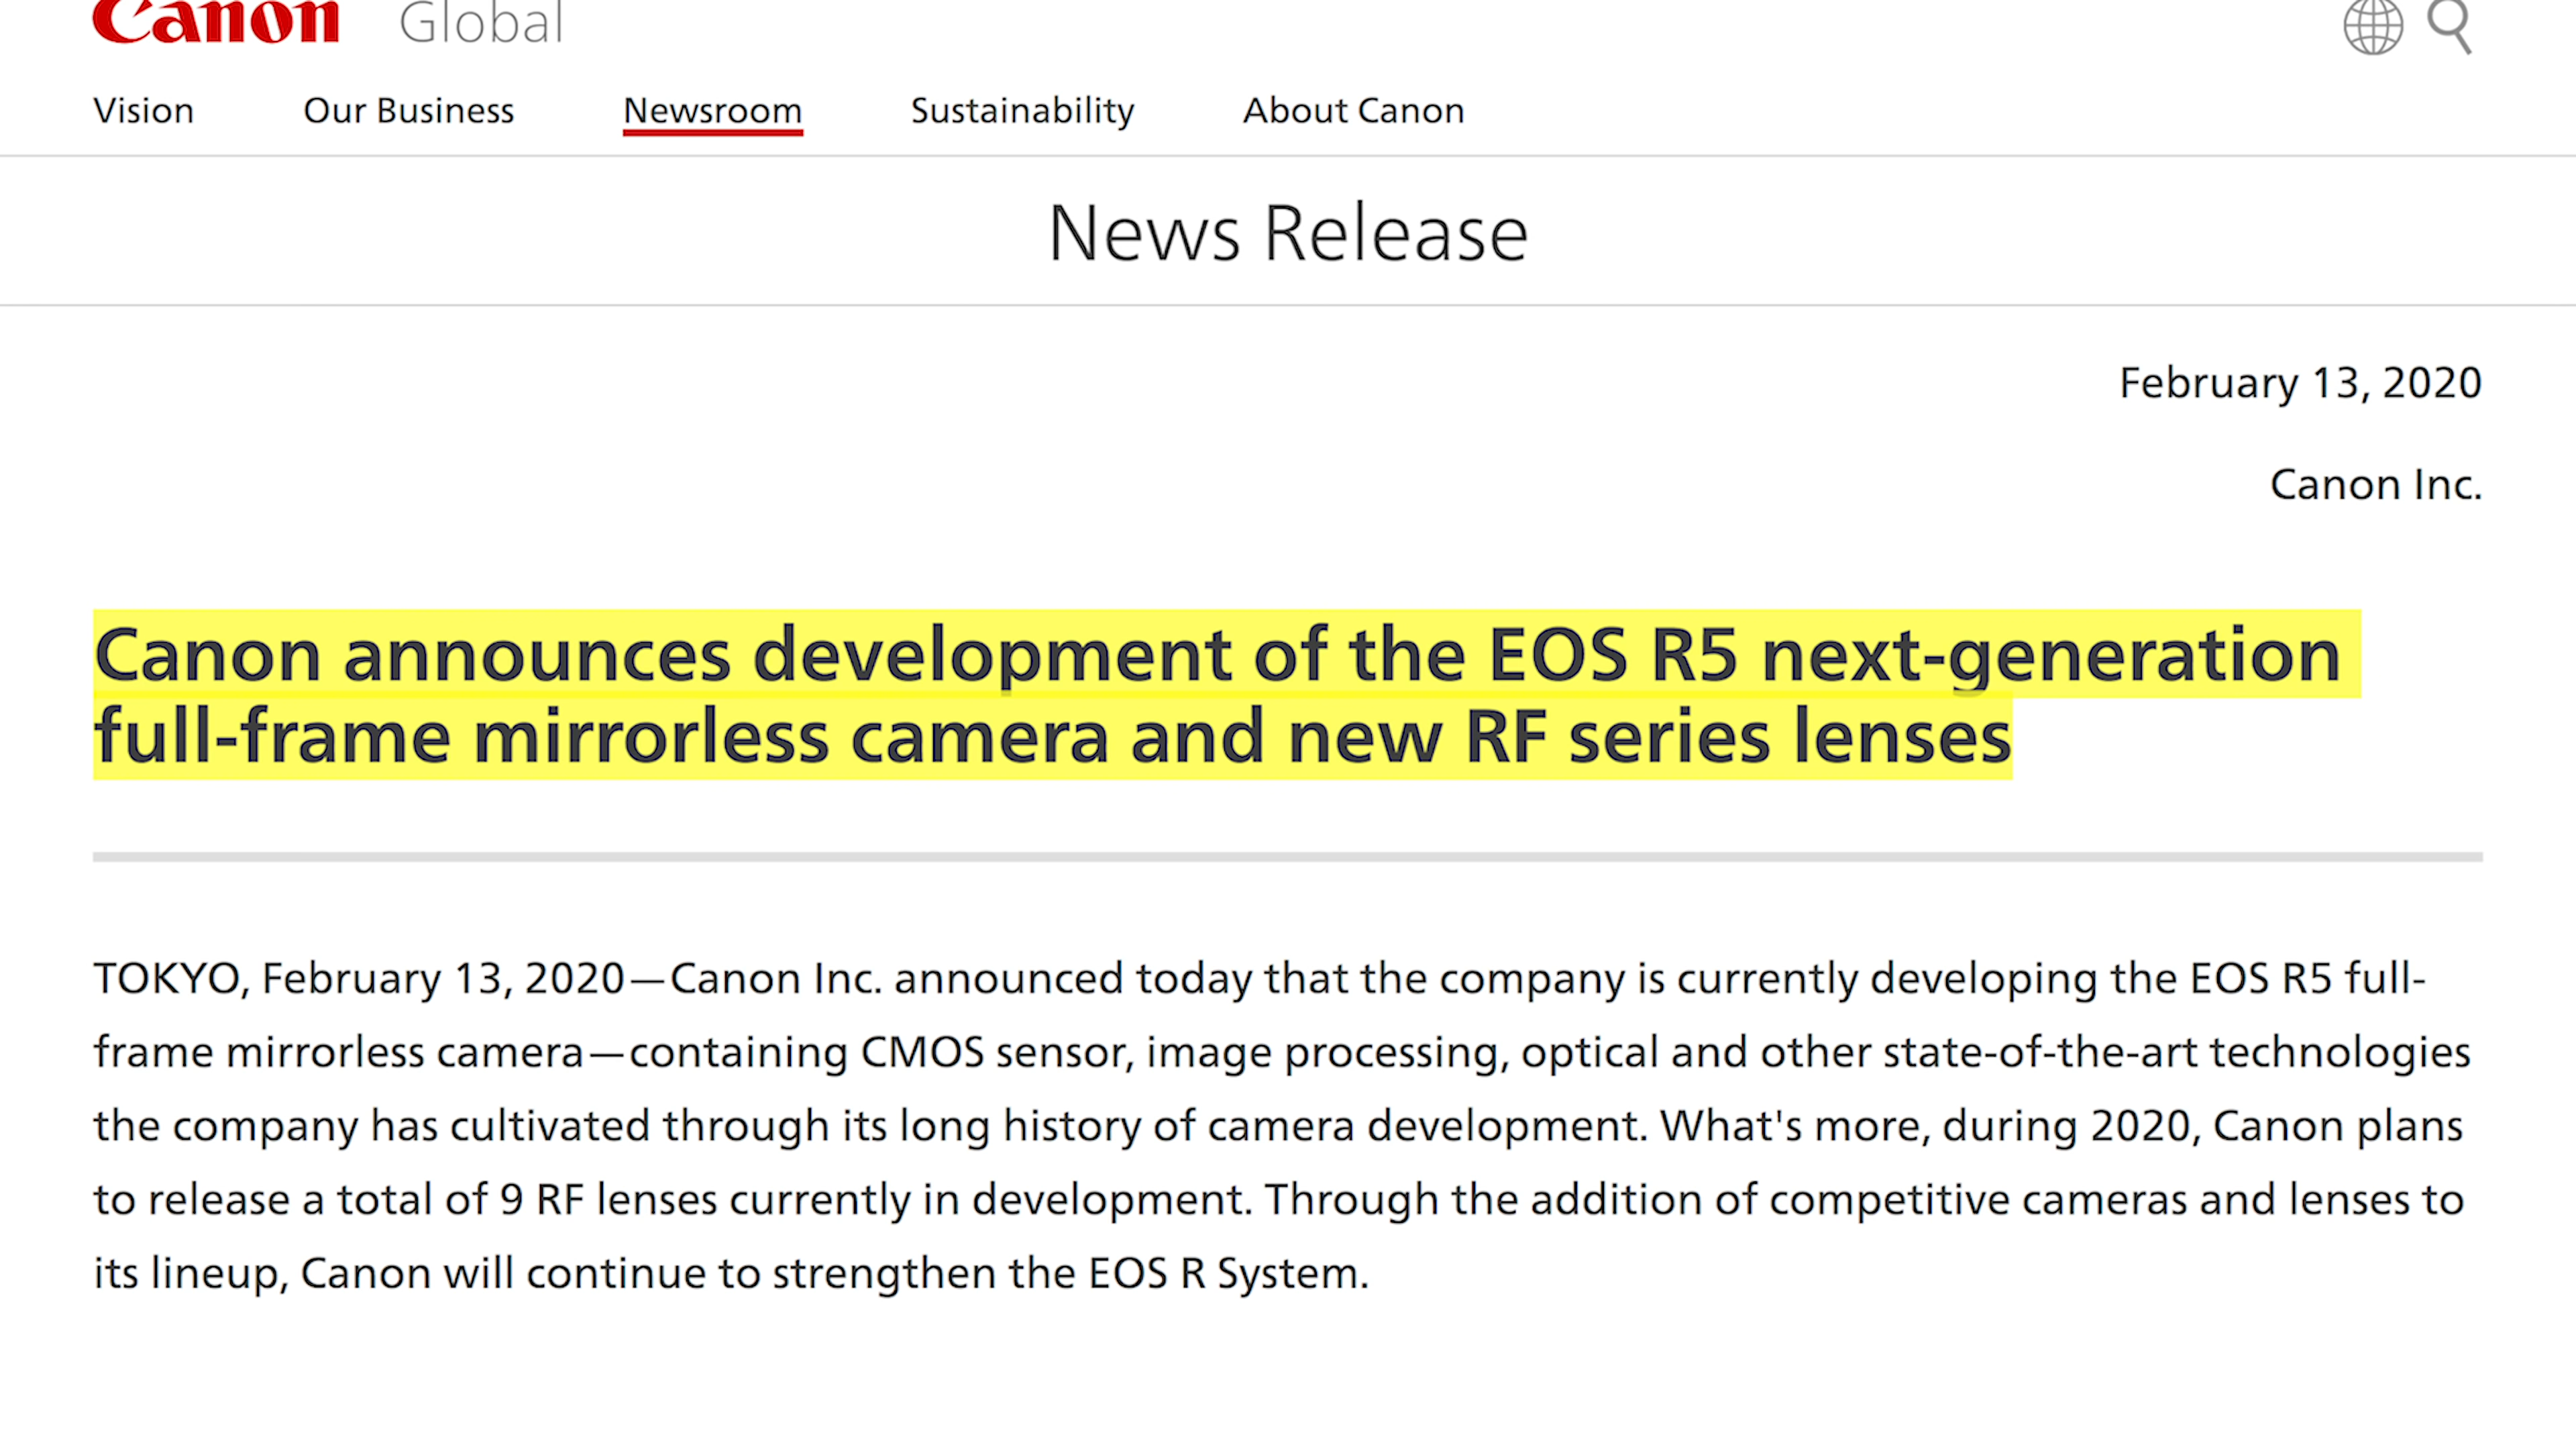 Canon Global
Vision Our Business Newsroom Sustainability About Canon
News Release
February 13, 2020
Canon Inc.
Canon announces development of the EOS R5 next-generation
full-frame mirrorless camera and new RF series lenses
TOKYO, February 13, 2020—Canon Inc. announced today that the company is currently developing the EOS R5 full-
frame mirrorless camera—containing CMOS sensor, image processing, optical and other state-of-the-art technologies
the company has cultivated through its long history of camera development. What's more, during 2020, Canon plans
to release a total of 9 RF lenses currently in development. Through the addition of competitive cameras and lenses to
its lineup, Canon will continue to strengthen the EOS R System.